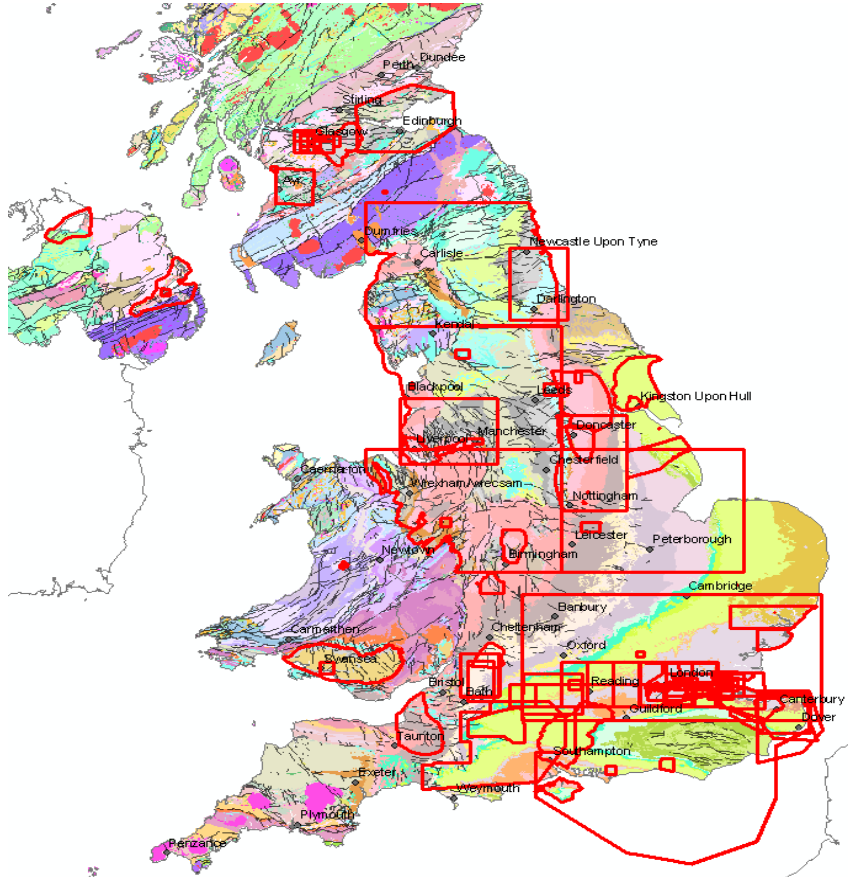 Dundee
Perth
Stirling
Glasgow
Edinburgh
Ayr
Dumfries
Newcastle Upon Tyne
Carlisle
Darlington
Kendal
Blackpool
Leeds
Kingston Upon Hull
Doncaster
Manchester
Liverpool
Chesterfield
Caernarfon
Wrexham/wrecsam
Nottingham
Leicester
Peterborough
Newtown
Birmingham
Cambridge
Banbury
Carmarthen
Cheltenham
Oxford
Swansea
London
Reading
Bristol
Bath
Canterbury
Guildford
Dover
Taunton
Southampton
Exeter
Weymouth
Plymouth
Penzance